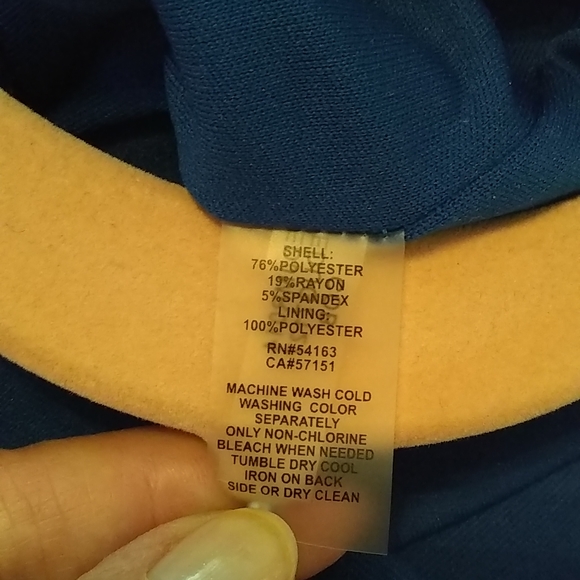 SHELL:
76%POLYESTER
19%RAYON
5%SPANDEX
LINING:
100%POLYESTER
RN#54163
CA#57151
MACHINE WASH COLD
WASHING COLOR
SEPARATELY
ONLY NON-CHLORINE
BLEACH WHEN NEEDED
TUMBLE DRY COOL
IRON ON BACK
SIDE OR DRY CLEAN